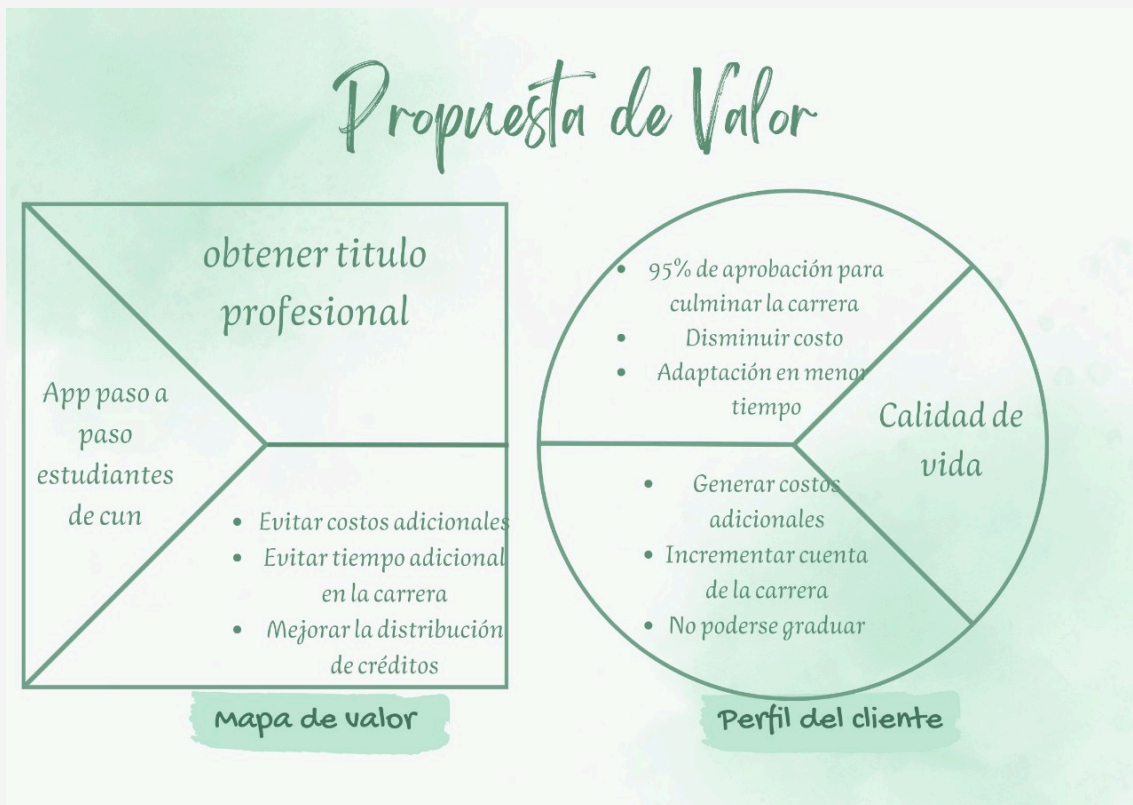 Propuesta de Valor
obtener titulo
profesional
App paso a
paso
estudiantes
de cun
• Evitar costos adicionales
• Evitar tiempo adicional
en la carrera
• Mejorar la distribución
de créditos
Mapa de valor
• 95% de aprobación para
culminar la carrera
• Disminuir costo
• Adaptación en menor
tiempo
Calidad de
vida
• Generar costos
adicionales
• Incrementar cuenta
de la carrera
• No poderse graduar
Perfil del cliente